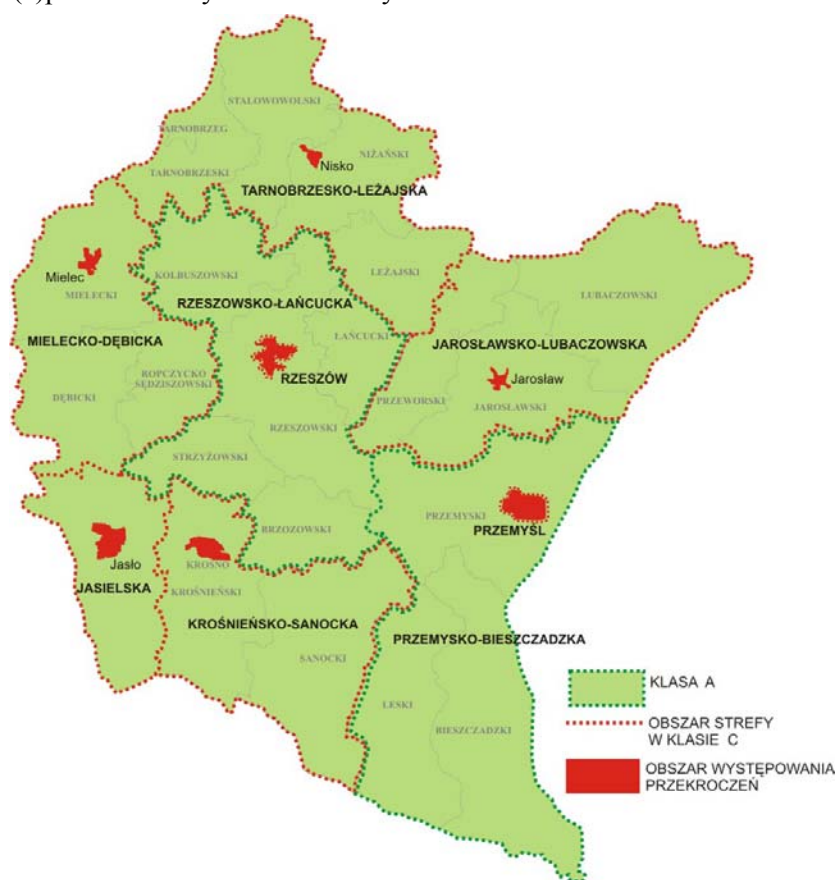 STALOWOWOLSKI
TARNOBRZEG
NIŻAŃSKI
Nisko
TARNOBRZESKI
TARNOBRZESKO-LEŻAJSKA
KOLBUSZOWSKI
LEŻAJSKI
Mielec
MIELECKI
LUBACZOWSKI
RZESZOWSKO-ŁAŃCUCKA
ŁAŃCUCKI
MIELECKO-DĘBICKA
JAROSŁAWSKO-LUBACZOWSKA
ROPCZYCKO
SĘDZISZOWSKI
RZESZÓW
Jarosław
DĘBICKI
PRZEWORSKI
JAROSŁAWSKI
RZESZOWSKI
STRZYŻOWSKI
PRZEMYSKI
PRZEMYŚL
BRZOZOWSKI
Jasło
KROSNO
JASIELSKA
KROŚNIEŃSKI
KROŚNIEŃSKO-SANOCKA
PRZEMYSKO-BIESZCZADZKA
SANOCKI
LESKI
BIESZCZADZKI
KLASA A
OBSZAR STREFY
W KLASIE C
OBSZAR WYSTĘPOWANIA
PRZEKROCZEŃ